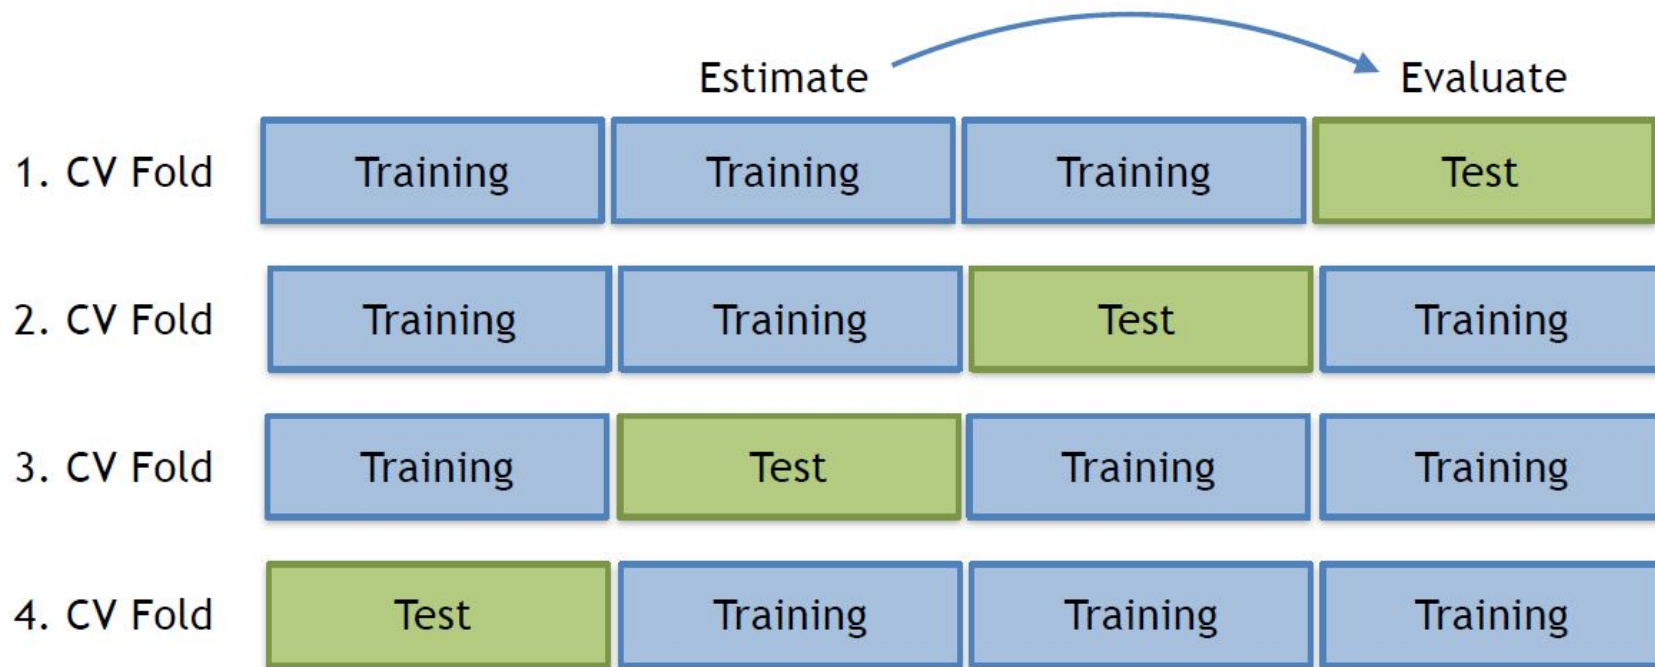 Estimate Evaluate
1. CV Fold Training Training Training Test
2. CV Fold Training Training Test Training
3. CV Fold Training Test Training Training
4. CV Fold Test Training Training Training